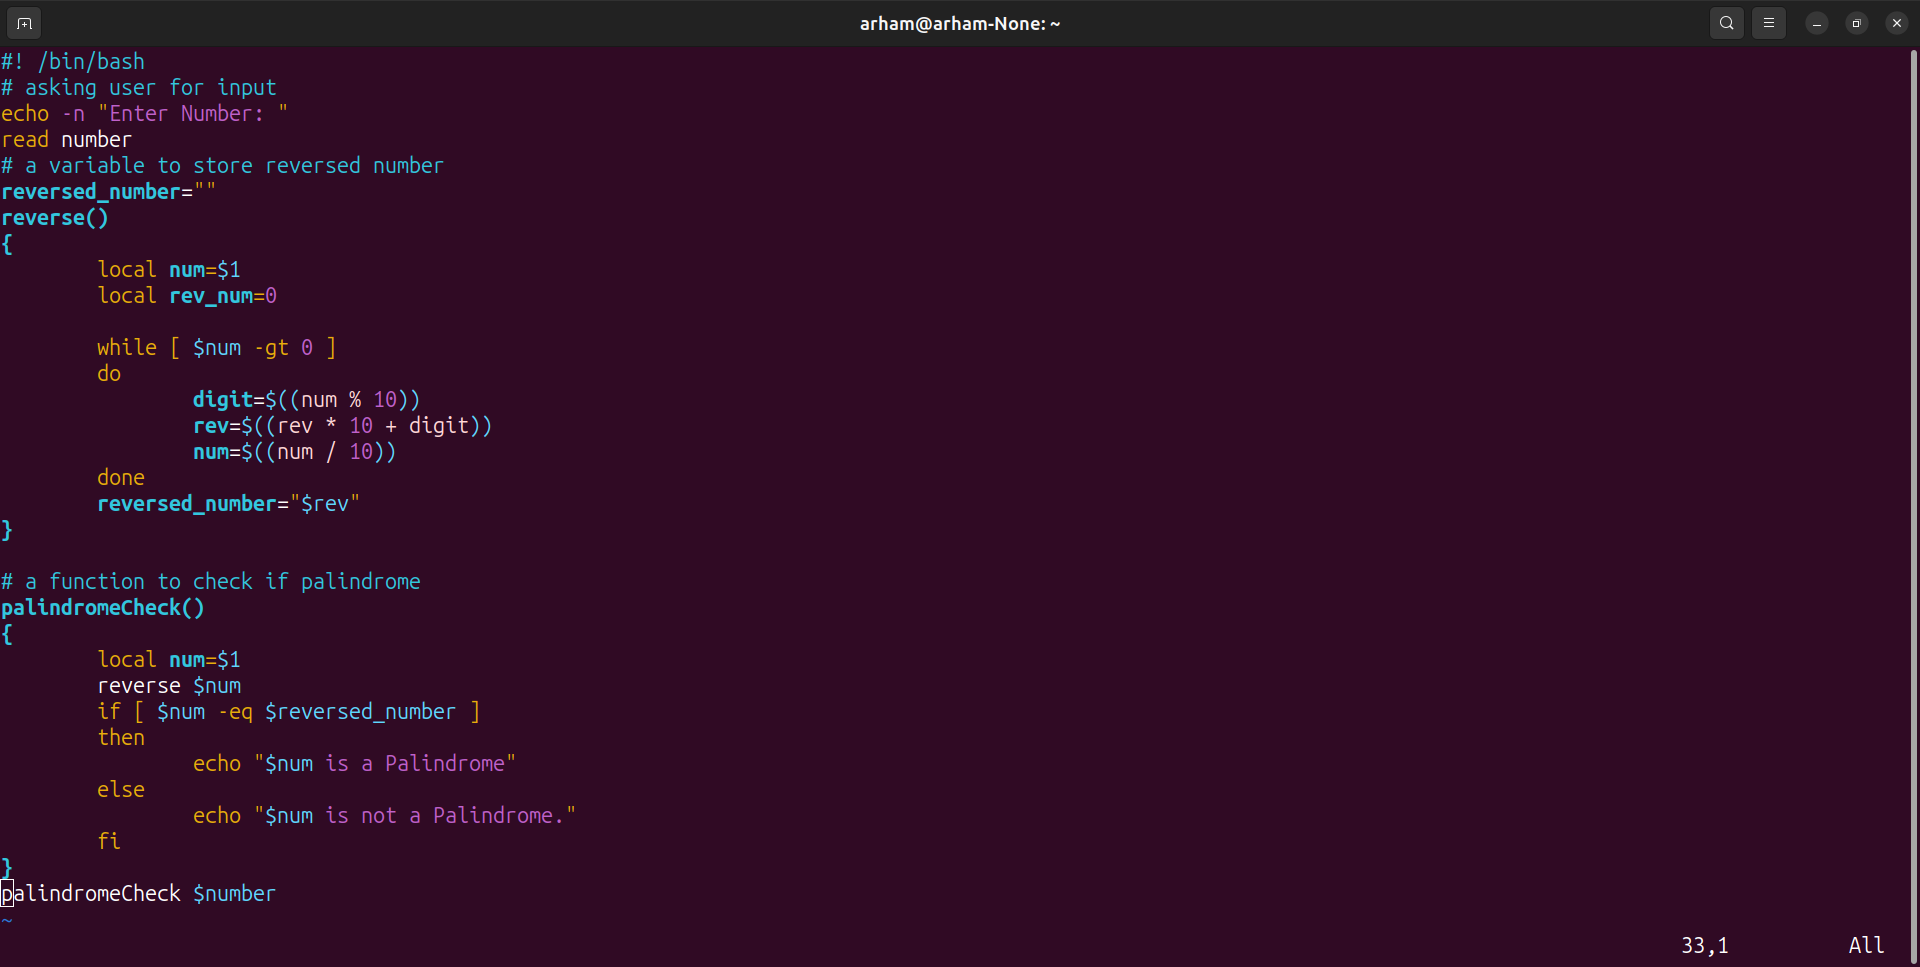 arham@arham-None: ~
#! /bin/bash
# asking user for input
echo -n "Enter Number: "
read number
# a variable to store reversed number
reversed_number=""
reverse()
{
        local num=$1
        local rev_num=0

        while [ $num -gt 0 ]
        do
                digit=$((num % 10))
                rev=$((rev * 10 + digit))
                num=$((num / 10))
        done
        reversed_number="$rev"
}

# a function to check if palindrome
palindromeCheck()
{
        local num=$1
        reverse $num
        if [ $num -eq $reversed_number ]
        then
                echo "$num is a Palindrome"
        else
                echo "$num is not a Palindrome."
        fi
}
palindromeCheck $number
~
33,1 All